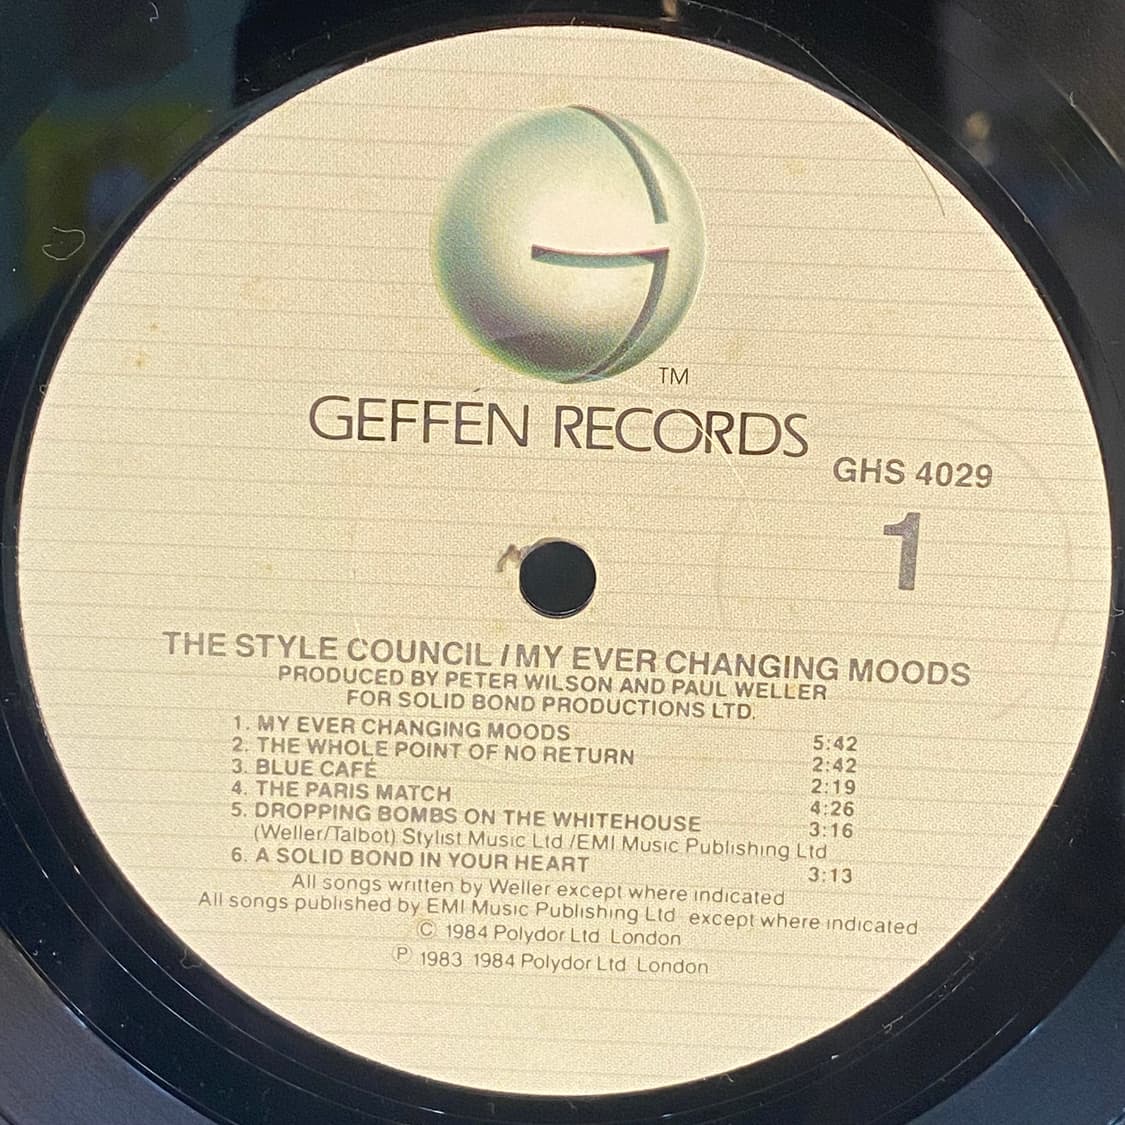 TM
GEFFEN RECORDS
GHS 4029
1
THE STYLE COUNCIL / MY EVER CHANGING MOODS
PRODUCED BY PETER WILSON AND PAUL WELLER
FOR SOLID BOND PRODUCTIONS LTD.
1. MY EVER CHANGING MOODS 5:42
2. THE WHOLE POINT OF NO RETURN 2:42
3. BLUE CAFÉ 2:19
4. THE PARIS MATCH 4:26
5. DROPPING BOMBS ON THE WHITEHOUSE 3:16
(Weller/Talbot) Stylist Music Ltd /EMI Music Publishing Ltd
6. A SOLID BOND IN YOUR HEART 3:13
All songs written by Weller except where indicated
All songs published by EMI Music Publishing Ltd except where indicated
© 1984 Polydor Ltd London
℗ 1983 1984 Polydor Ltd London